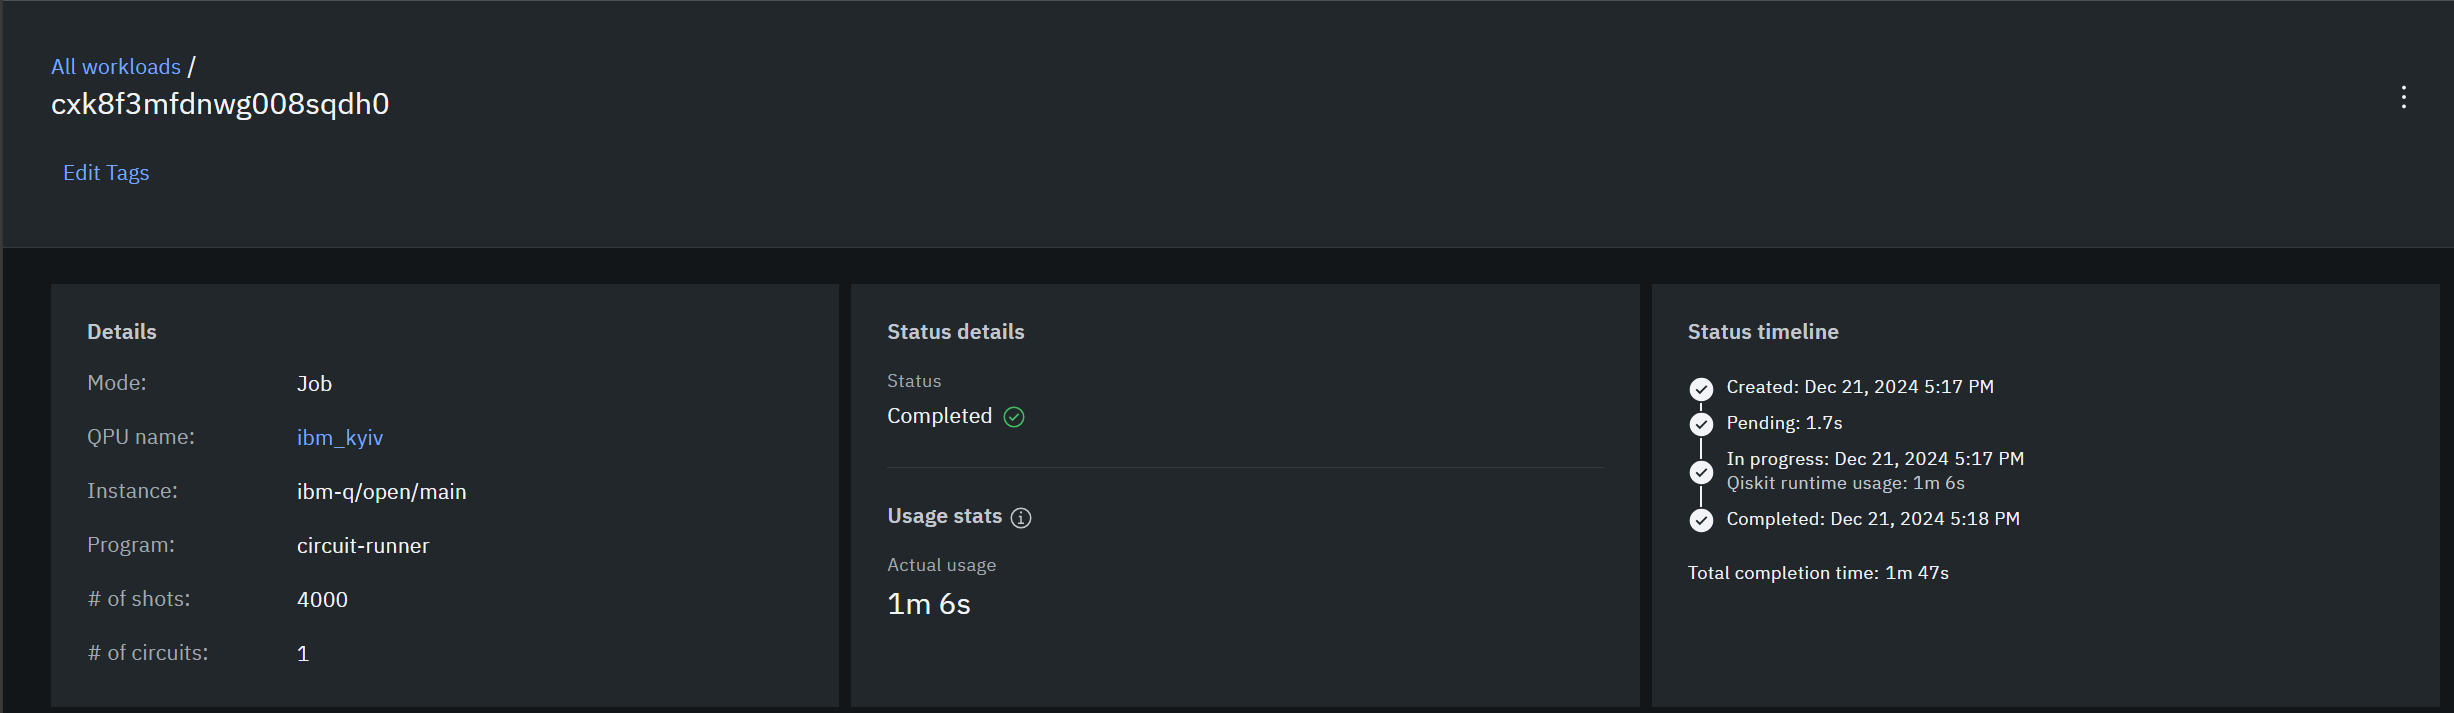 All workloads /
cxk8f3mfdnwg008sqdh0
Edit Tags
Details
Mode: Job
QPU name: ibm_kyiv
Instance: ibm-q/open/main
Program: circuit-runner
# of shots: 4000
# of circuits: 1
Status details
Status
Completed
Usage stats
Actual usage
1m 6s
Status timeline
Created: Dec 21, 2024 5:17 PM
Pending: 1.7s
In progress: Dec 21, 2024 5:17 PM
Qiskit runtime usage: 1m 6s
Completed: Dec 21, 2024 5:18 PM
Total completion time: 1m 47s